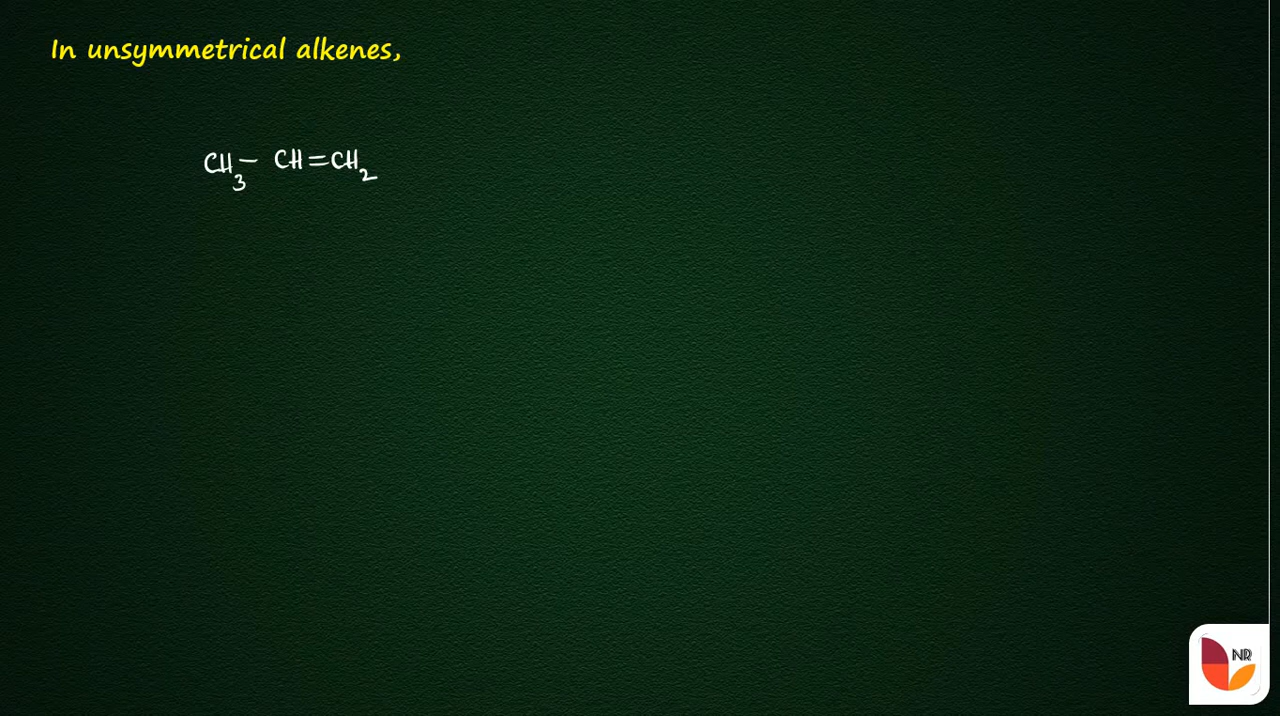 In unsymmetrical alkenes,
CH₃ – CH=CH₂
NR